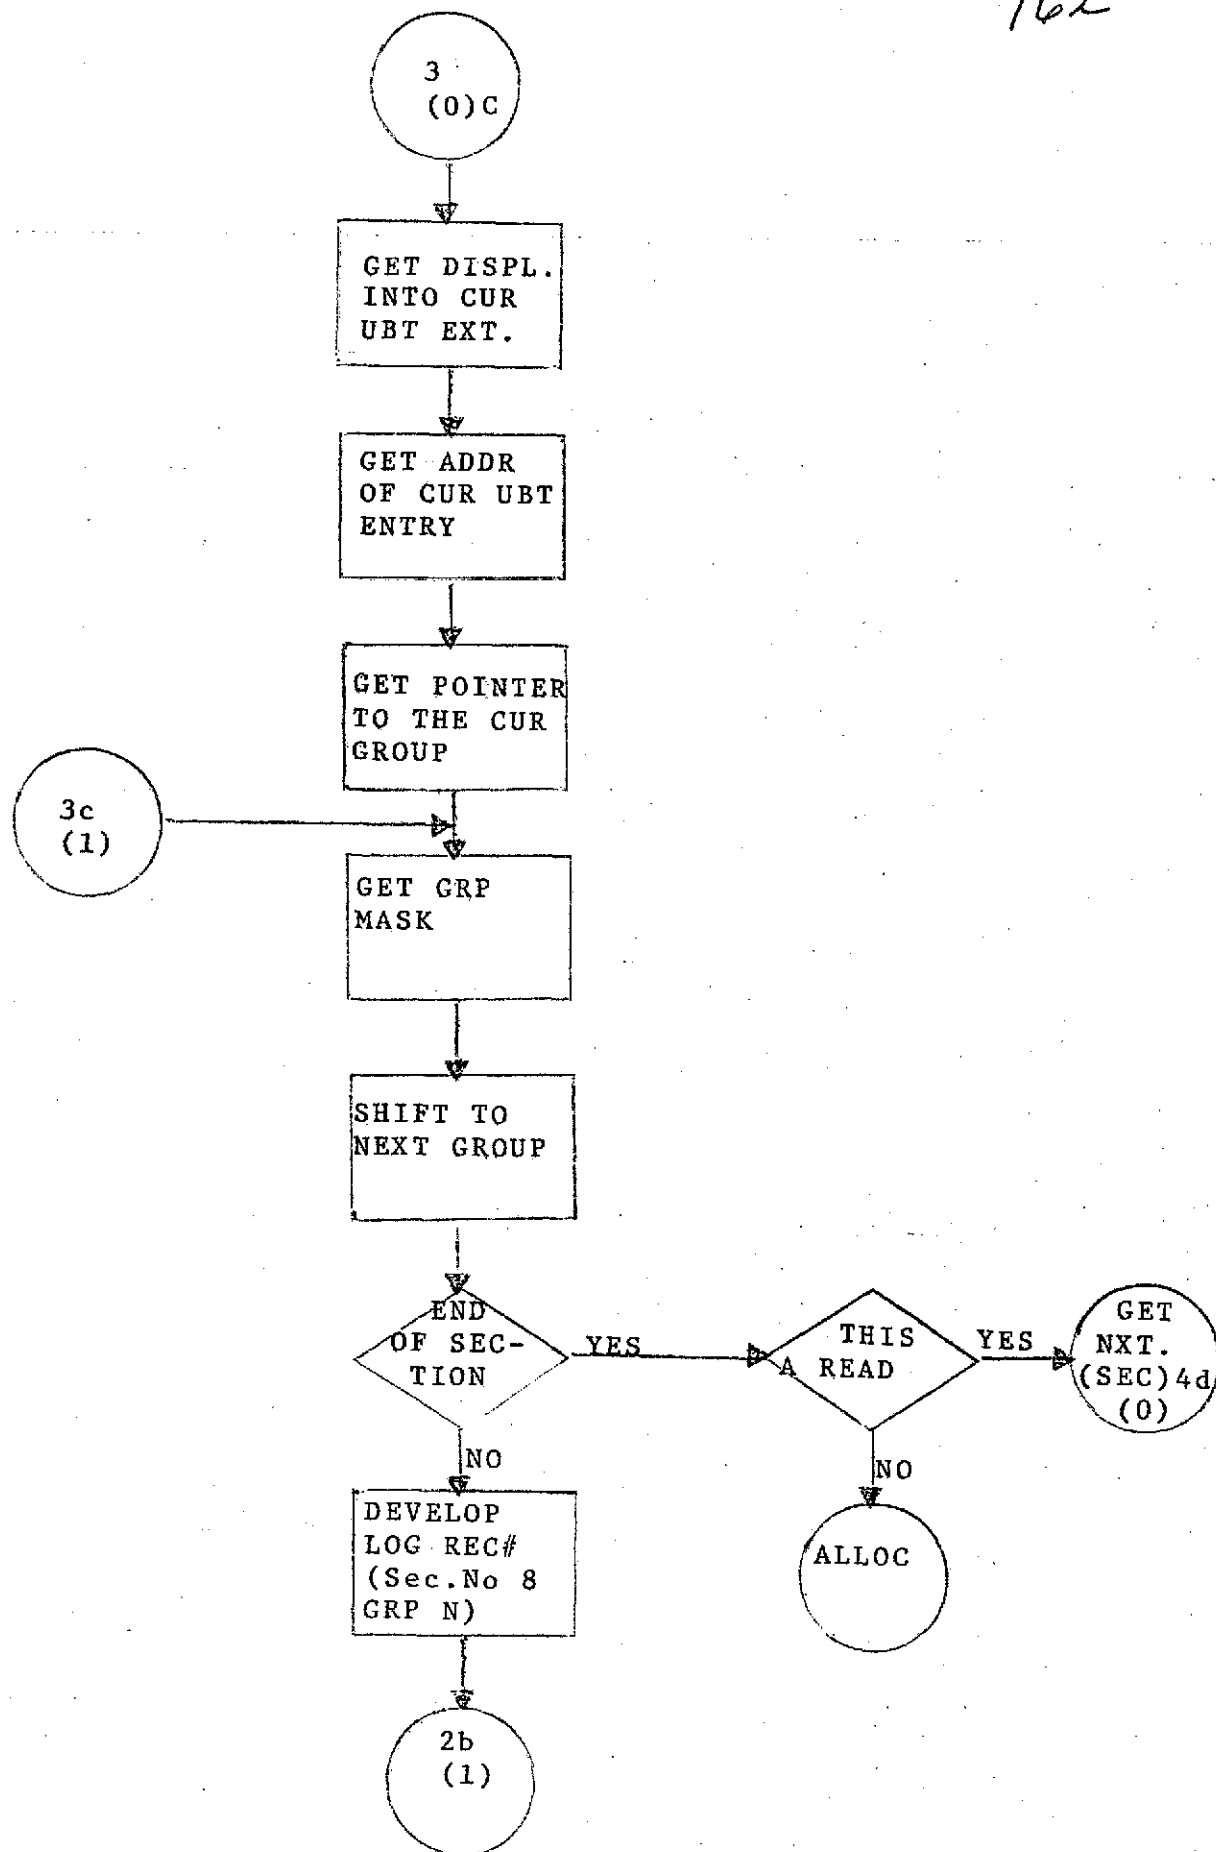 162
3
(0)C
GET DISPL.
INTO CUR
UBT EXT.
GET ADDR
OF CUR UBT
ENTRY
GET POINTER
TO THE CUR
GROUP
3c
(1)
GET GRP
MASK
SHIFT TO
NEXT GROUP
END
OF SEC-
TION
YES
THIS
A READ
YES
GET
NXT.
(SEC)4d
(0)
NO
NO
DEVELOP
LOG REC#
(Sec.No 8
GRP N)
ALLOC
2b
(1)